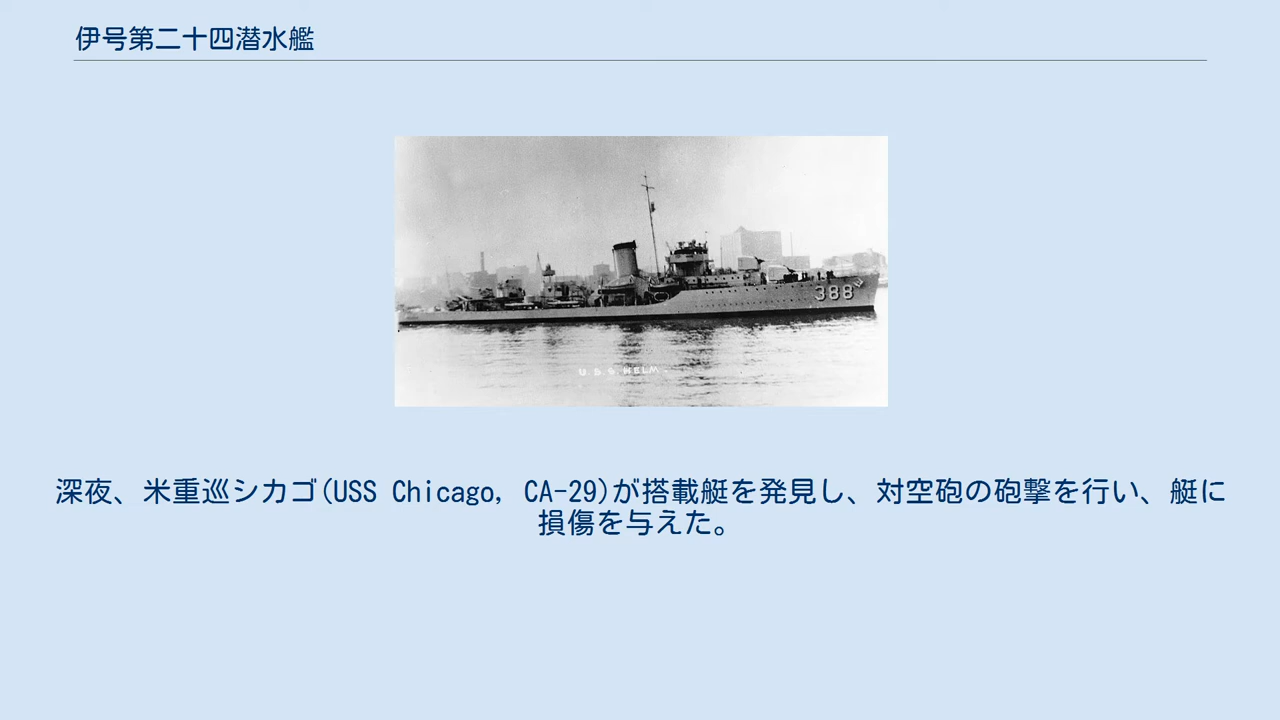 伊号第二十四潜水艦
388
U.S.S. HELM
深夜、米重巡シカゴ(USS Chicago, CA-29)が搭載艇を発見し、対空砲の砲撃を行い、艇に
損傷を与えた。